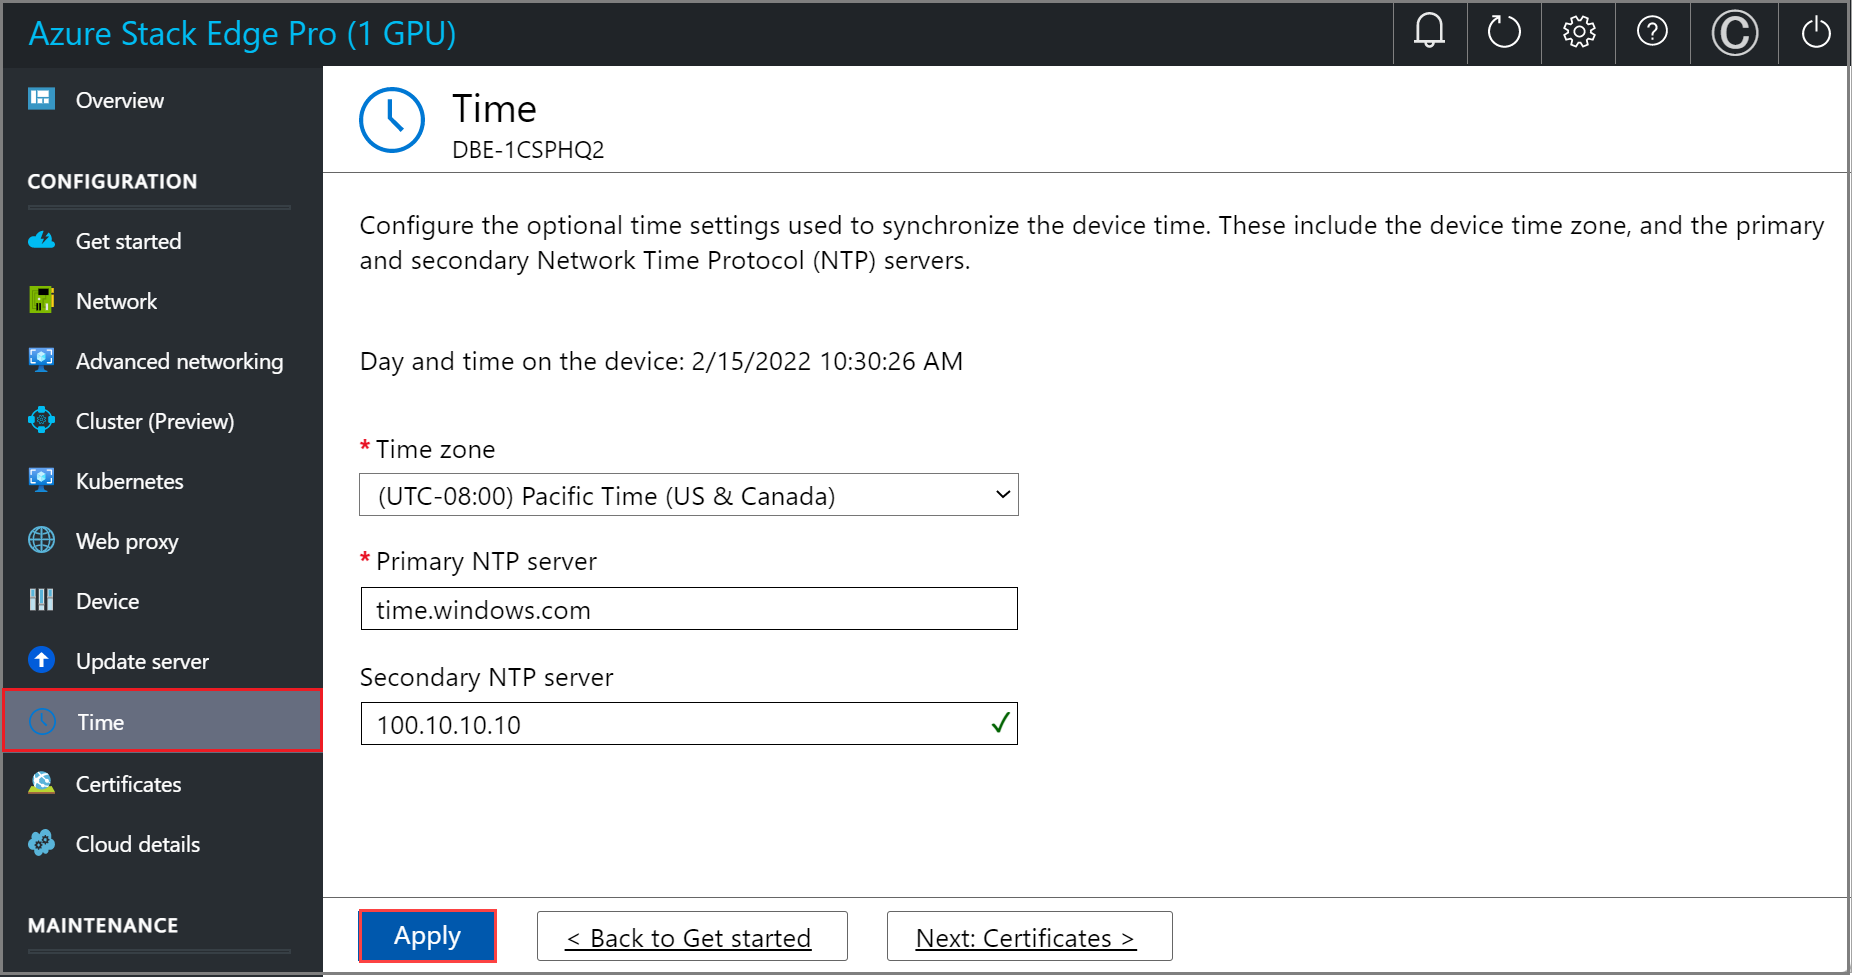 Azure Stack Edge Pro (1 GPU)
Overview
CONFIGURATION
Get started
Network
Advanced networking
Cluster (Preview)
Kubernetes
Web proxy
Device
Update server
Time
Certificates
Cloud details
MAINTENANCE
Time
DBE-1CSPHQ2
Configure the optional time settings used to synchronize the device time. These include the device time zone, and the primary
and secondary Network Time Protocol (NTP) servers.
Day and time on the device: 2/15/2022 10:30:26 AM
* Time zone
(UTC-08:00) Pacific Time (US & Canada)
* Primary NTP server
time.windows.com
Secondary NTP server
100.10.10.10
Apply
< Back to Get started
Next: Certificates >